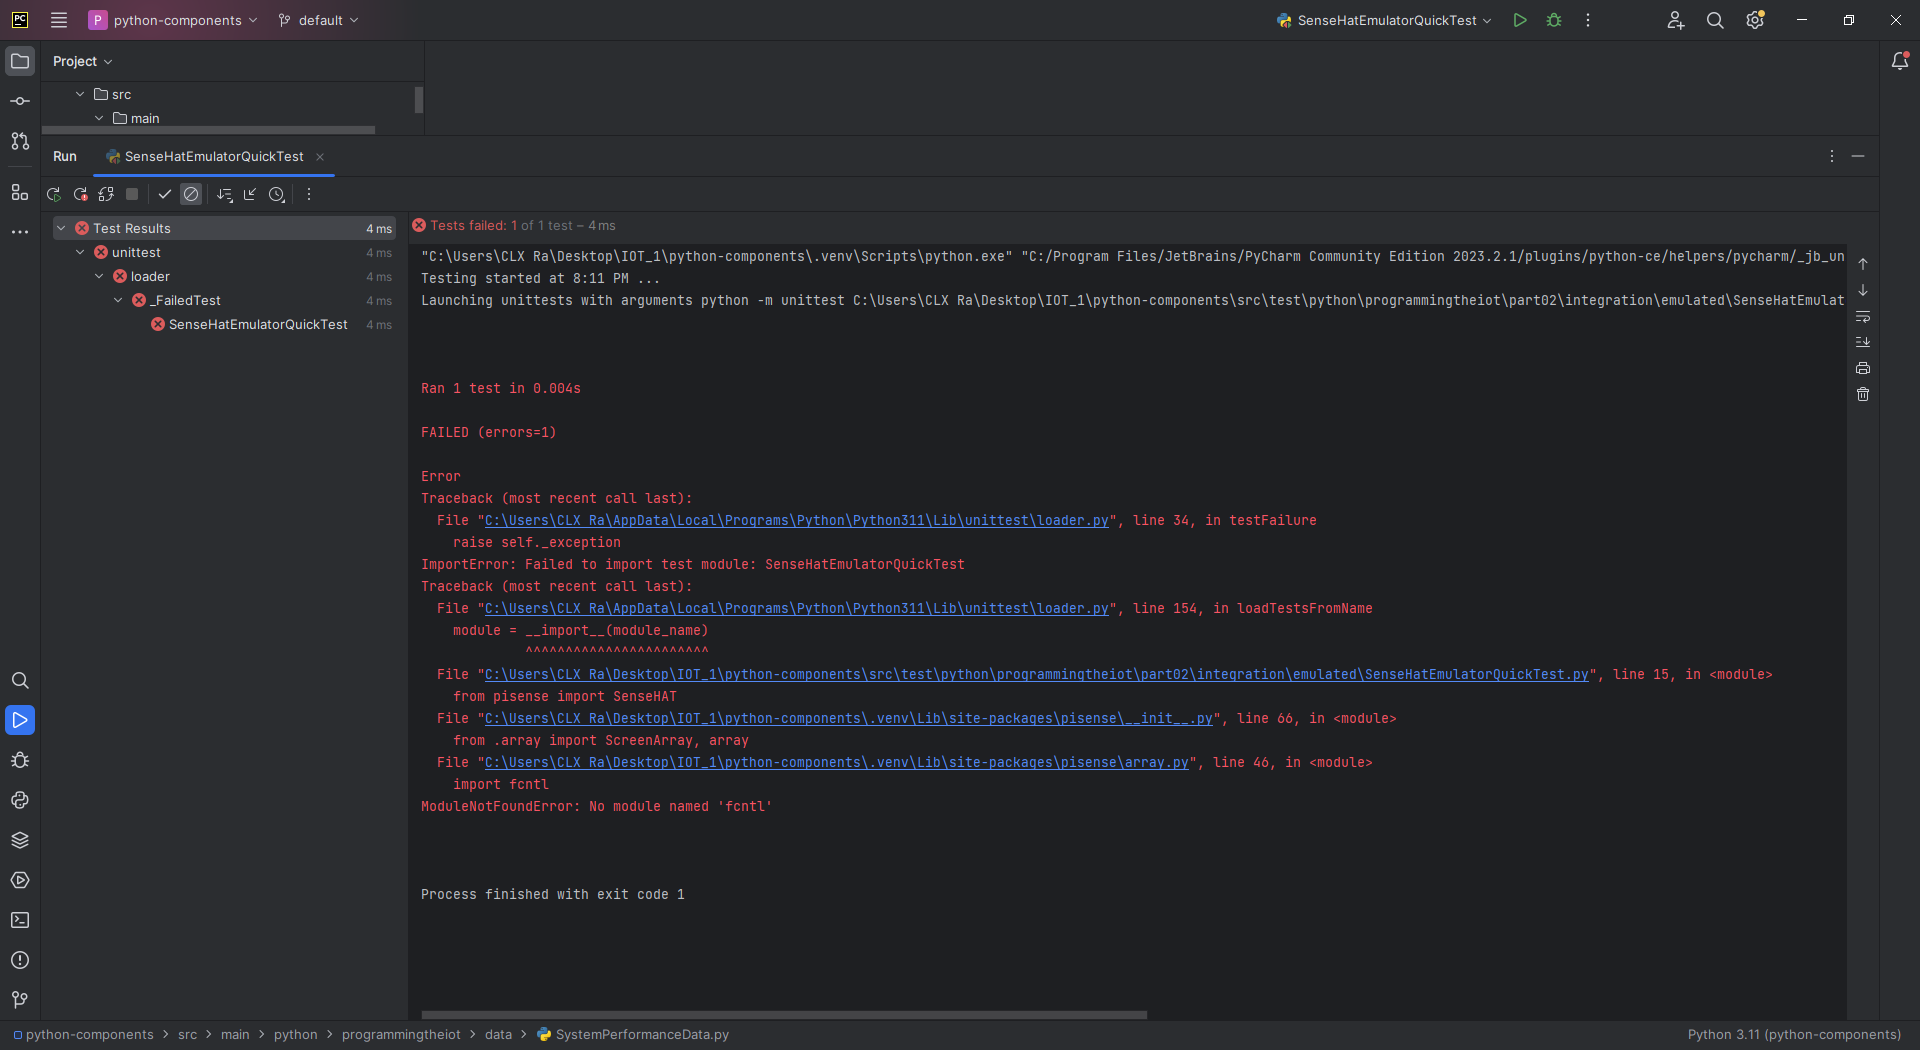 PC
P python-components
default
SenseHatEmulatorQuickTest
Project
src
main
Run
SenseHatEmulatorQuickTest
Test Results 4 ms
unittest 4 ms
loader 4 ms
_FailedTest 4 ms
SenseHatEmulatorQuickTest 4 ms
Tests failed: 1 of 1 test – 4 ms
"C:\Users\CLX Ra\Desktop\IOT_1\python-components\.venv\Scripts\python.exe" "C:/Program Files/JetBrains/PyCharm Community Edition 2023.2.1/plugins/python-ce/helpers/pycharm/_jb_un
Testing started at 8:11 PM ...
Launching unittests with arguments python -m unittest C:\Users\CLX Ra\Desktop\IOT_1\python-components\src\test\python\programmingtheiot\part02\integration\emulated\SenseHatEmulat
Ran 1 test in 0.004s
FAILED (errors=1)
Error
Traceback (most recent call last):
File "C:\Users\CLX Ra\AppData\Local\Programs\Python\Python311\Lib\unittest\loader.py", line 34, in testFailure
raise self._exception
ImportError: Failed to import test module: SenseHatEmulatorQuickTest
Traceback (most recent call last):
File "C:\Users\CLX Ra\AppData\Local\Programs\Python\Python311\Lib\unittest\loader.py", line 154, in loadTestsFromName
module = __import__(module_name)
^^^^^^^^^^^^^^^^^^^^^^^
File "C:\Users\CLX Ra\Desktop\IOT_1\python-components\src\test\python\programmingtheiot\part02\integration\emulated\SenseHatEmulatorQuickTest.py", line 15, in <module>
from pisense import SenseHAT
File "C:\Users\CLX Ra\Desktop\IOT_1\python-components\.venv\Lib\site-packages\pisense\__init__.py", line 66, in <module>
from .array import ScreenArray, array
File "C:\Users\CLX Ra\Desktop\IOT_1\python-components\.venv\Lib\site-packages\pisense\array.py", line 46, in <module>
import fcntl
ModuleNotFoundError: No module named 'fcntl'
Process finished with exit code 1
python-components > src > main > python > programmingtheiot > data > SystemPerformanceData.py
Python 3.11 (python-components)